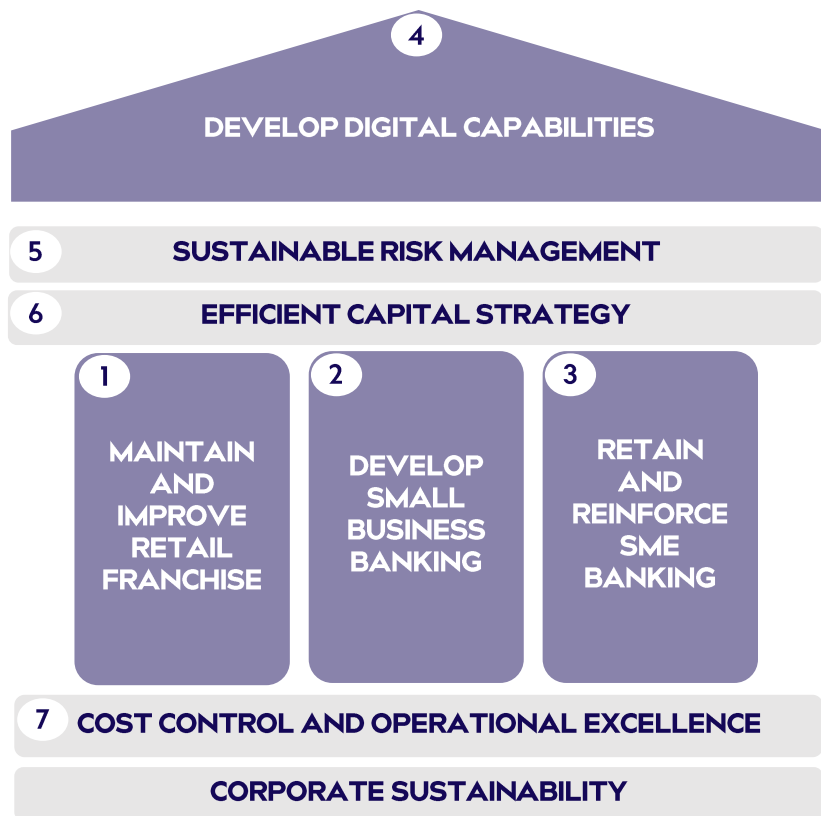 4
DEVELOP DIGITAL CAPABILITIES
5
SUSTAINABLE RISK MANAGEMENT
6
EFFICIENT CAPITAL STRATEGY
1
MAINTAIN
AND
IMPROVE
RETAIL
FRANCHISE
2
DEVELOP
SMALL
BUSINESS
BANKING
3
RETAIN
AND
REINFORCE
SME
BANKING
7
COST CONTROL AND OPERATIONAL EXCELLENCE
CORPORATE SUSTAINABILITY